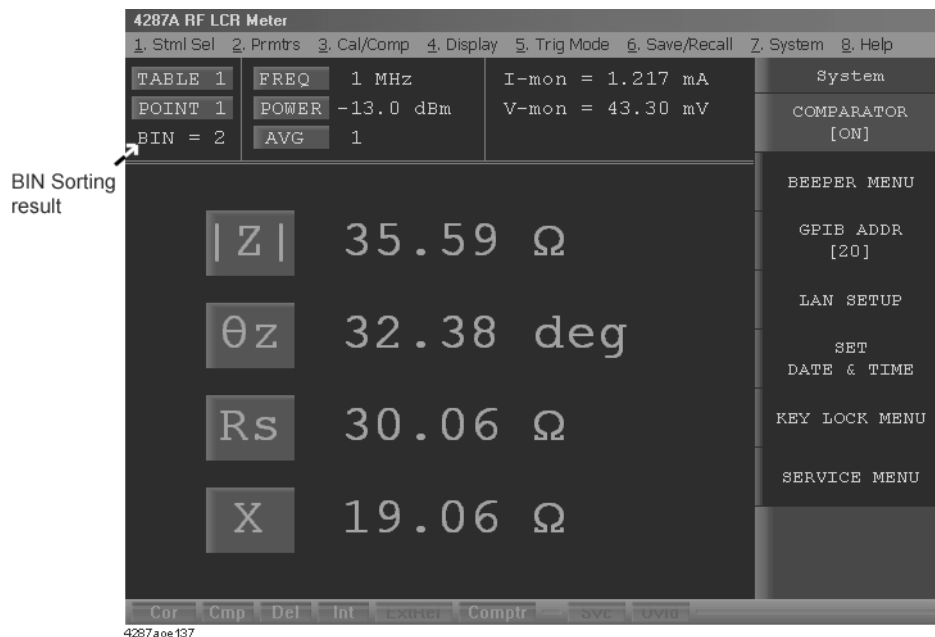 4287A RF LCR Meter
1. Stml Sel 2. Prmtrs 3. Cal/Comp 4. Display 5. Trig Mode 6. Save/Recall 7. System 8. Help
TABLE 1 FREQ 1 MHz I-mon = 1.217 mA
POINT 1 POWER -13.0 dBm V-mon = 43.30 mV
BIN = 2 AVG 1
BIN Sorting
result
|Z| 35.59 Ω
θz 32.38 deg
Rs 30.06 Ω
X 19.06 Ω
System
COMPARATOR
[ON]
BEEPER MENU
GPIB ADDR
[20]
LAN SETUP
SET
DATE & TIME
KEY LOCK MENU
SERVICE MENU
Cor Cmp Del Int ExtRef Comptr Svc Ovld
4287aoe137